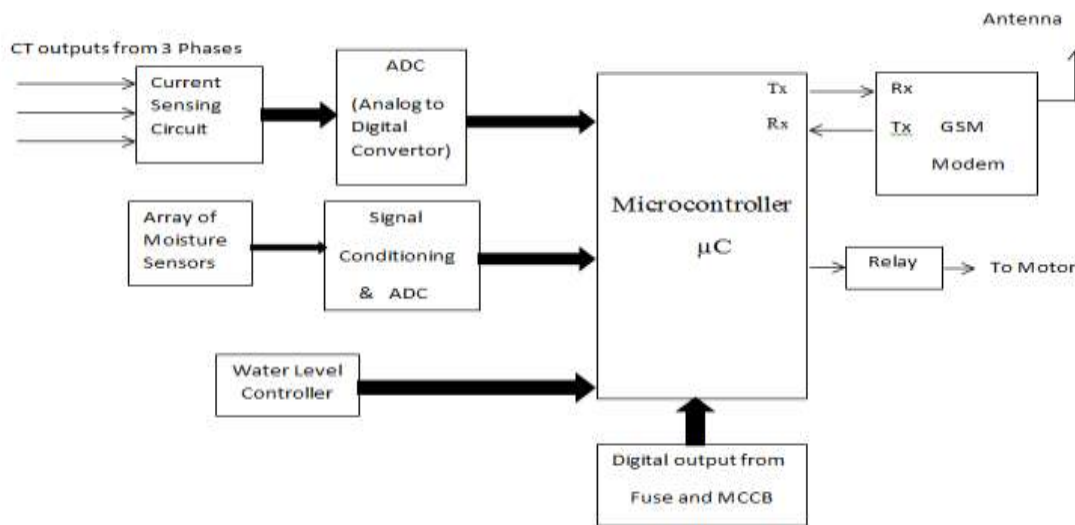 Antenna
CT outputs from 3 Phases
Current
Sensing
Circuit
ADC
(Analog to
Digital
Convertor)
Tx
Rx
Rx
Tx GSM
Modem
Microcontroller
µC
Array of
Moisture
Sensors
Signal
Conditioning
& ADC
Relay
To Motor
Water Level
Controller
Digital output from
Fuse and MCCB